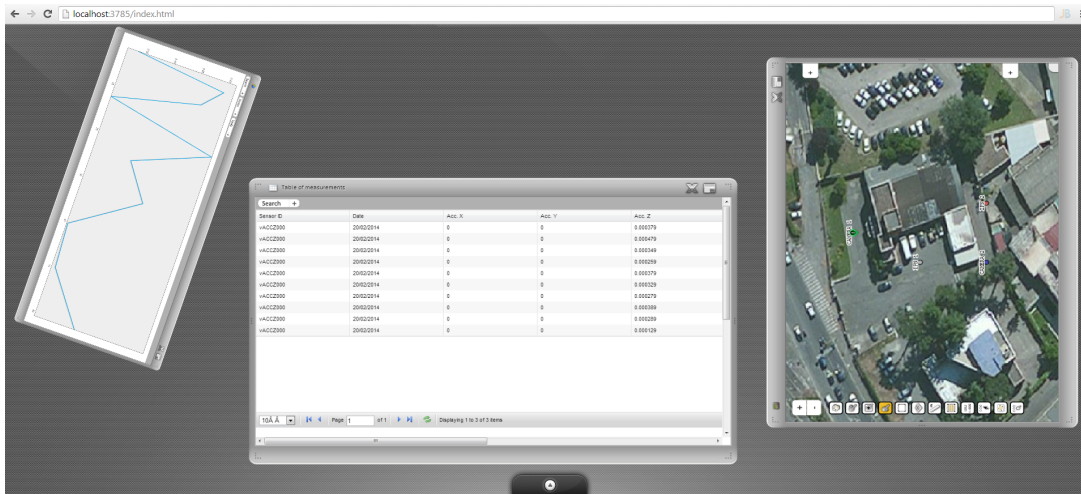 localhost:3785/index.html
Table of measurements
Search +
Sensor ID Data Acc. X Acc. Y Acc. Z
vACCZ000 20/02/2014 0 0 0.000379
vACCZ000 20/02/2014 0 0 0.000479
vACCZ000 20/02/2014 0 0 0.000349
vACCZ000 20/02/2014 0 0 0.000259
vACCZ000 20/02/2014 0 0 0.000379
vACCZ000 20/02/2014 0 0 0.000329
vACCZ000 20/02/2014 0 0 0.000279
vACCZ000 20/02/2014 0 0 0.000389
vACCZ000 20/02/2014 0 0 0.000289
vACCZ000 20/02/2014 0 0 0.000129
10Â Â Page 1 of 1 Displaying 1 to 3 of 3 items